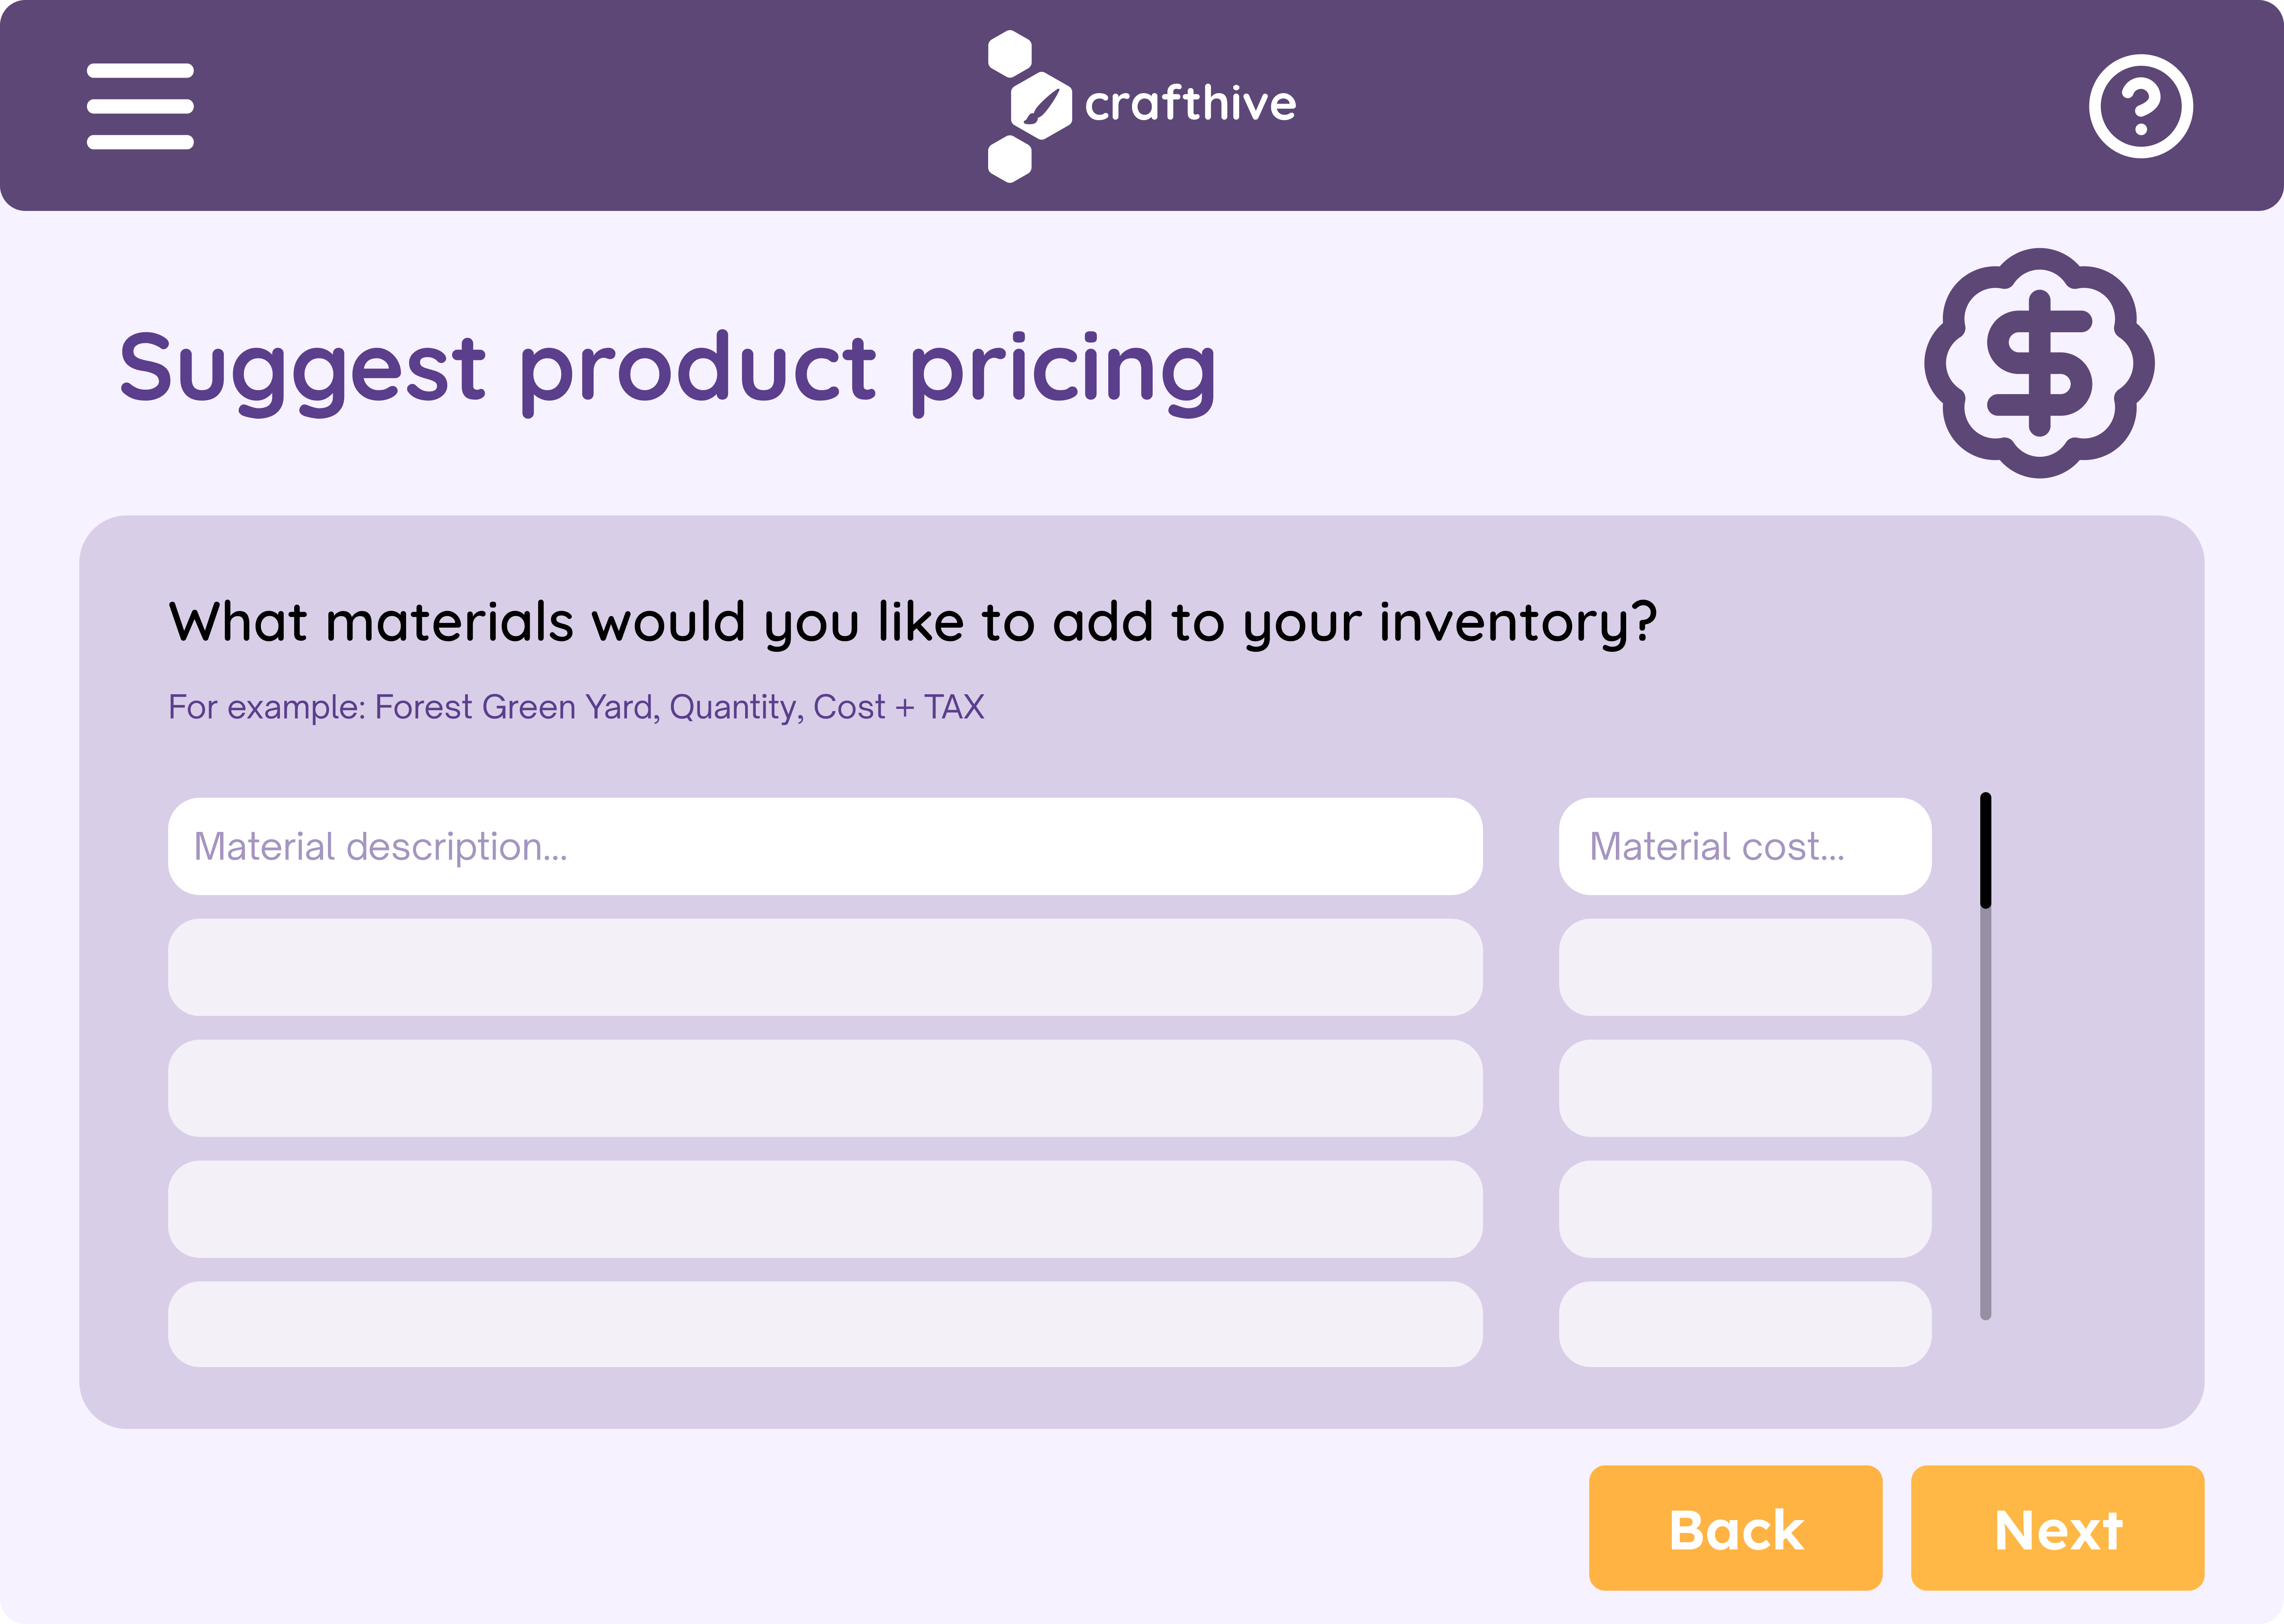 crafthive
Suggest product pricing
What materials would you like to add to your inventory?
For example: Forest Green Yard, Quantity, Cost + TAX
Material description... Material cost...
Back Next